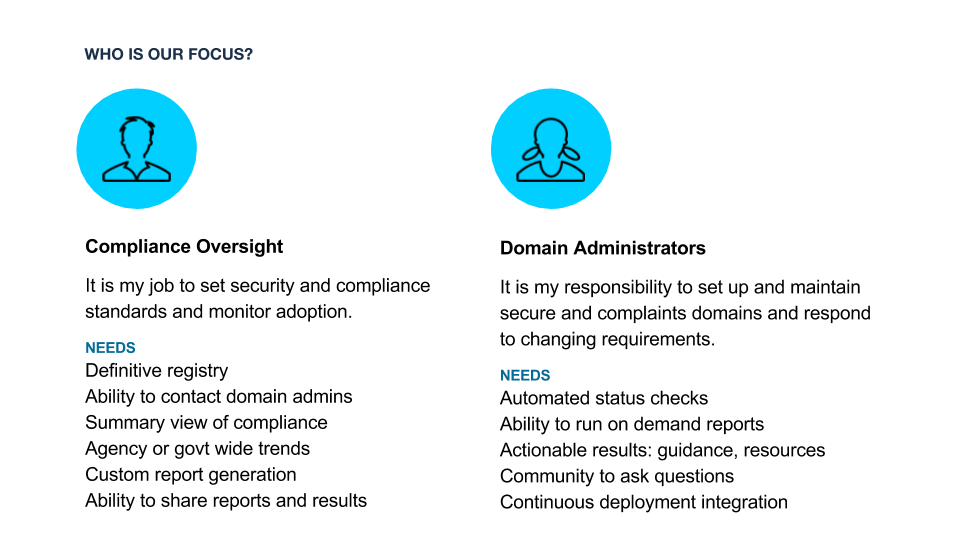 WHO IS OUR FOCUS?
Compliance Oversight
It is my job to set security and compliance
standards and monitor adoption.
NEEDS
Definitive registry
Ability to contact domain admins
Summary view of compliance
Agency or govt wide trends
Custom report generation
Ability to share reports and results
Domain Administrators
It is my responsibility to set up and maintain
secure and complaints domains and respond
to changing requirements.
NEEDS
Automated status checks
Ability to run on demand reports
Actionable results: guidance, resources
Community to ask questions
Continuous deployment integration